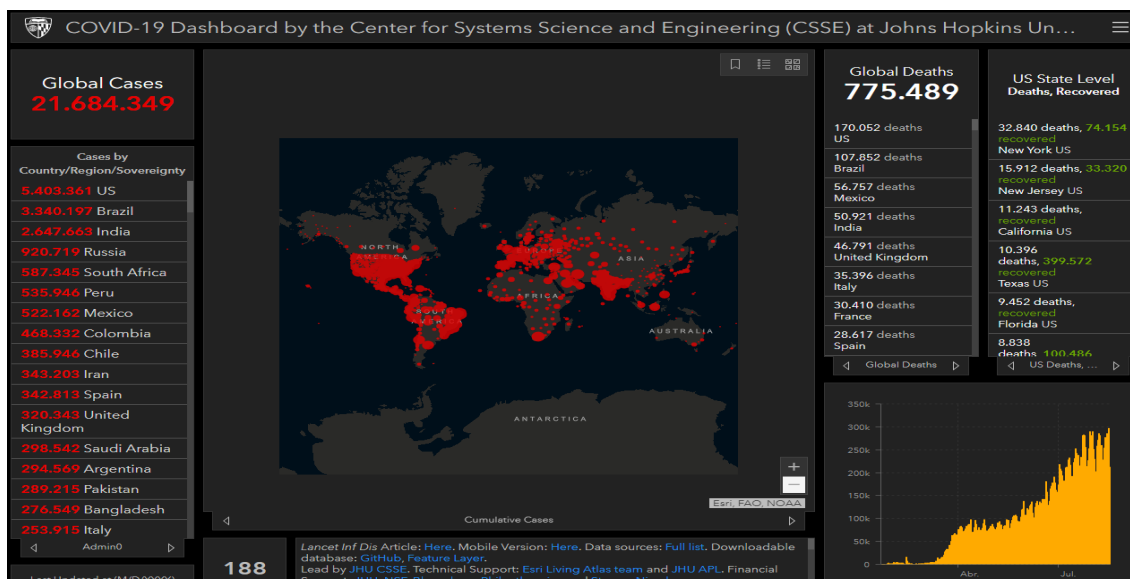 COVID-19 Dashboard by the Center for Systems Science and Engineering (CSSE) at Johns Hopkins Un...
Global Cases
21.684.349
Cases by
Country/Region/Sovereignty
5.403.361 US
3.340.197 Brazil
2.647.663 India
920.719 Russia
587.345 South Africa
535.946 Peru
522.162 Mexico
468.332 Colombia
385.946 Chile
343.203 Iran
342.813 Spain
320.343 United
Kingdom
298.542 Saudi Arabia
294.569 Argentina
289.215 Pakistan
276.549 Bangladesh
253.915 Italy
Admin0
NORTH
AMERICA
SOUTH
AMERICA
EUROPE
AFRICA
ASIA
AUSTRALIA
ANTARCTICA
+
−
Esri, FAO, NOAA
Cumulative Cases
188
Lancet Inf Dis Article: Here. Mobile Version: Here. Data sources: Full list. Downloadable
database: GitHub, Feature Layer.
Lead by JHU CSSE. Technical Support: Esri Living Atlas team and JHU APL. Financial
Global Deaths
775.489
170.052 deaths
US
107.852 deaths
Brazil
56.757 deaths
Mexico
50.921 deaths
India
46.791 deaths
United Kingdom
35.396 deaths
Italy
30.410 deaths
France
28.617 deaths
Spain
Global Deaths
US State Level
Deaths, Recovered
32.840 deaths, 74.154
recovered
New York US
15.912 deaths, 33.320
recovered
New Jersey US
11.243 deaths,
recovered
California US
10.396
deaths, 399.572
recovered
Texas US
9.452 deaths,
recovered
Florida US
8.838
deaths, 100.486
US Deaths, ...
350k
300k
250k
200k
150k
100k
50k
0
Abr.
Jul.